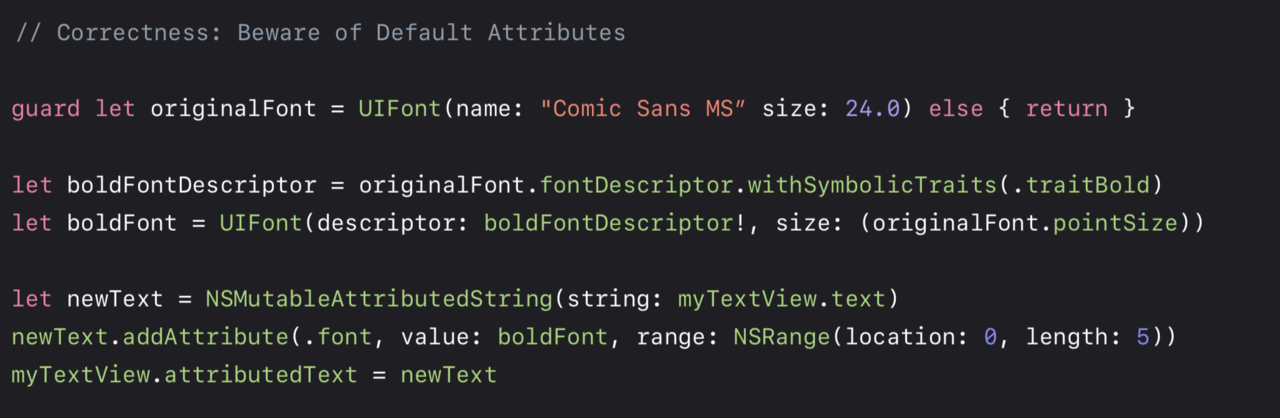 // Correctness: Beware of Default Attributes
guard let originalFont = UIFont(name: "Comic Sans MS” size: 24.0) else { return }
let boldFontDescriptor = originalFont.fontDescriptor.withSymbolicTraits(.traitBold)
let boldFont = UIFont(descriptor: boldFontDescriptor!, size: (originalFont.pointSize))
let newText = NSMutableAttributedString(string: myTextView.text)
newText.addAttribute(.font, value: boldFont, range: NSRange(location: 0, length: 5))
myTextView.attributedText = newText